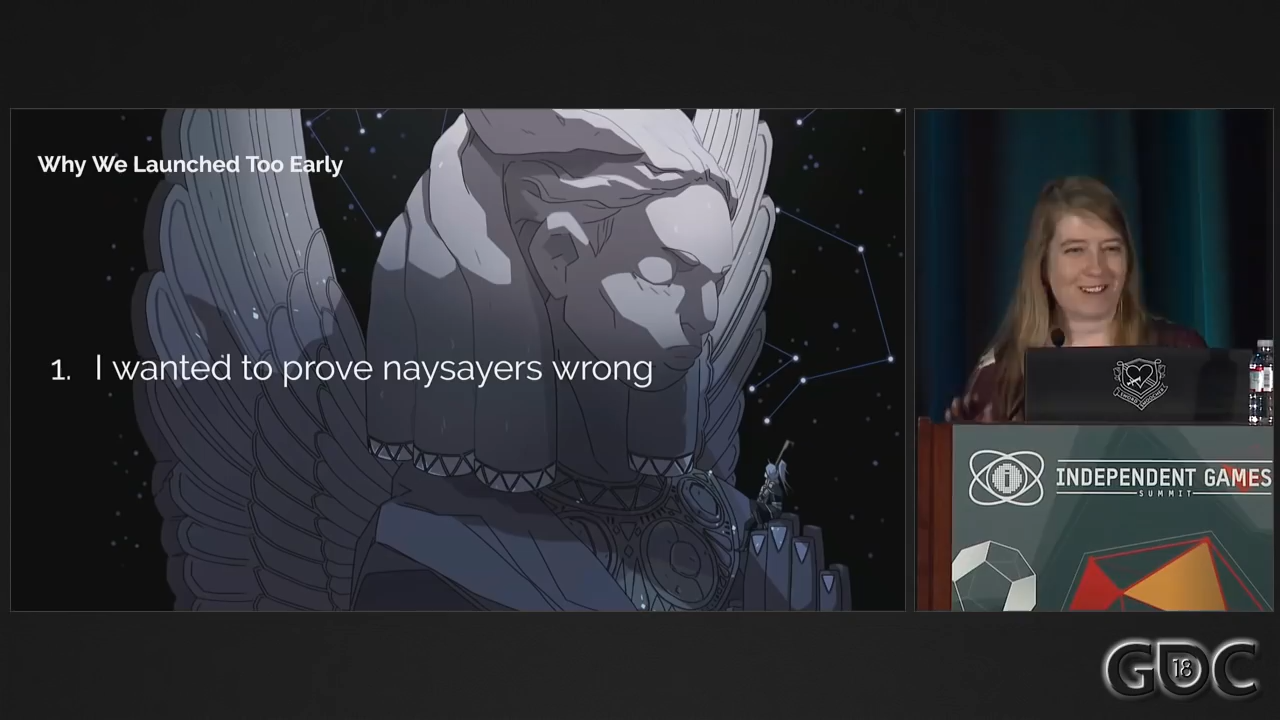 Why We Launched Too Early
1. I wanted to prove naysayers wrong
INDEPENDENT GAMES
SUMMIT
GDC
18